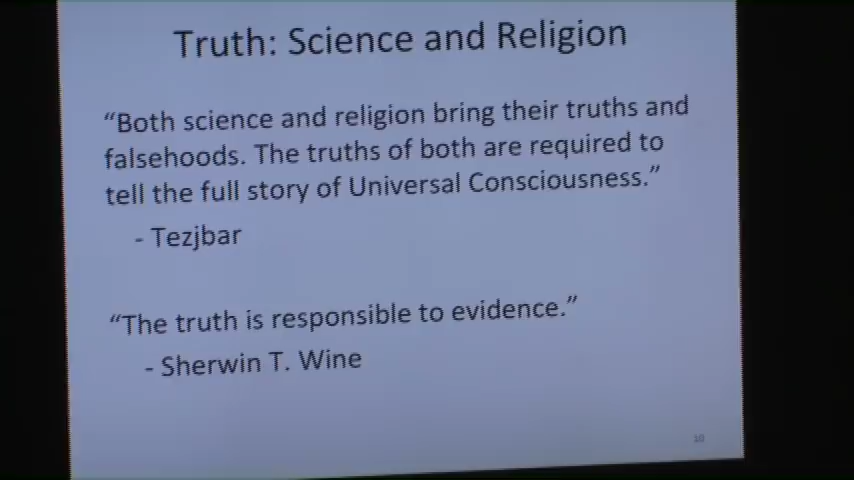 Truth: Science and Religion
“Both science and religion bring their truths and
falsehoods. The truths of both are required to
tell the full story of Universal Consciousness.”
- Tezjbar
“The truth is responsible to evidence.”
- Sherwin T. Wine
10